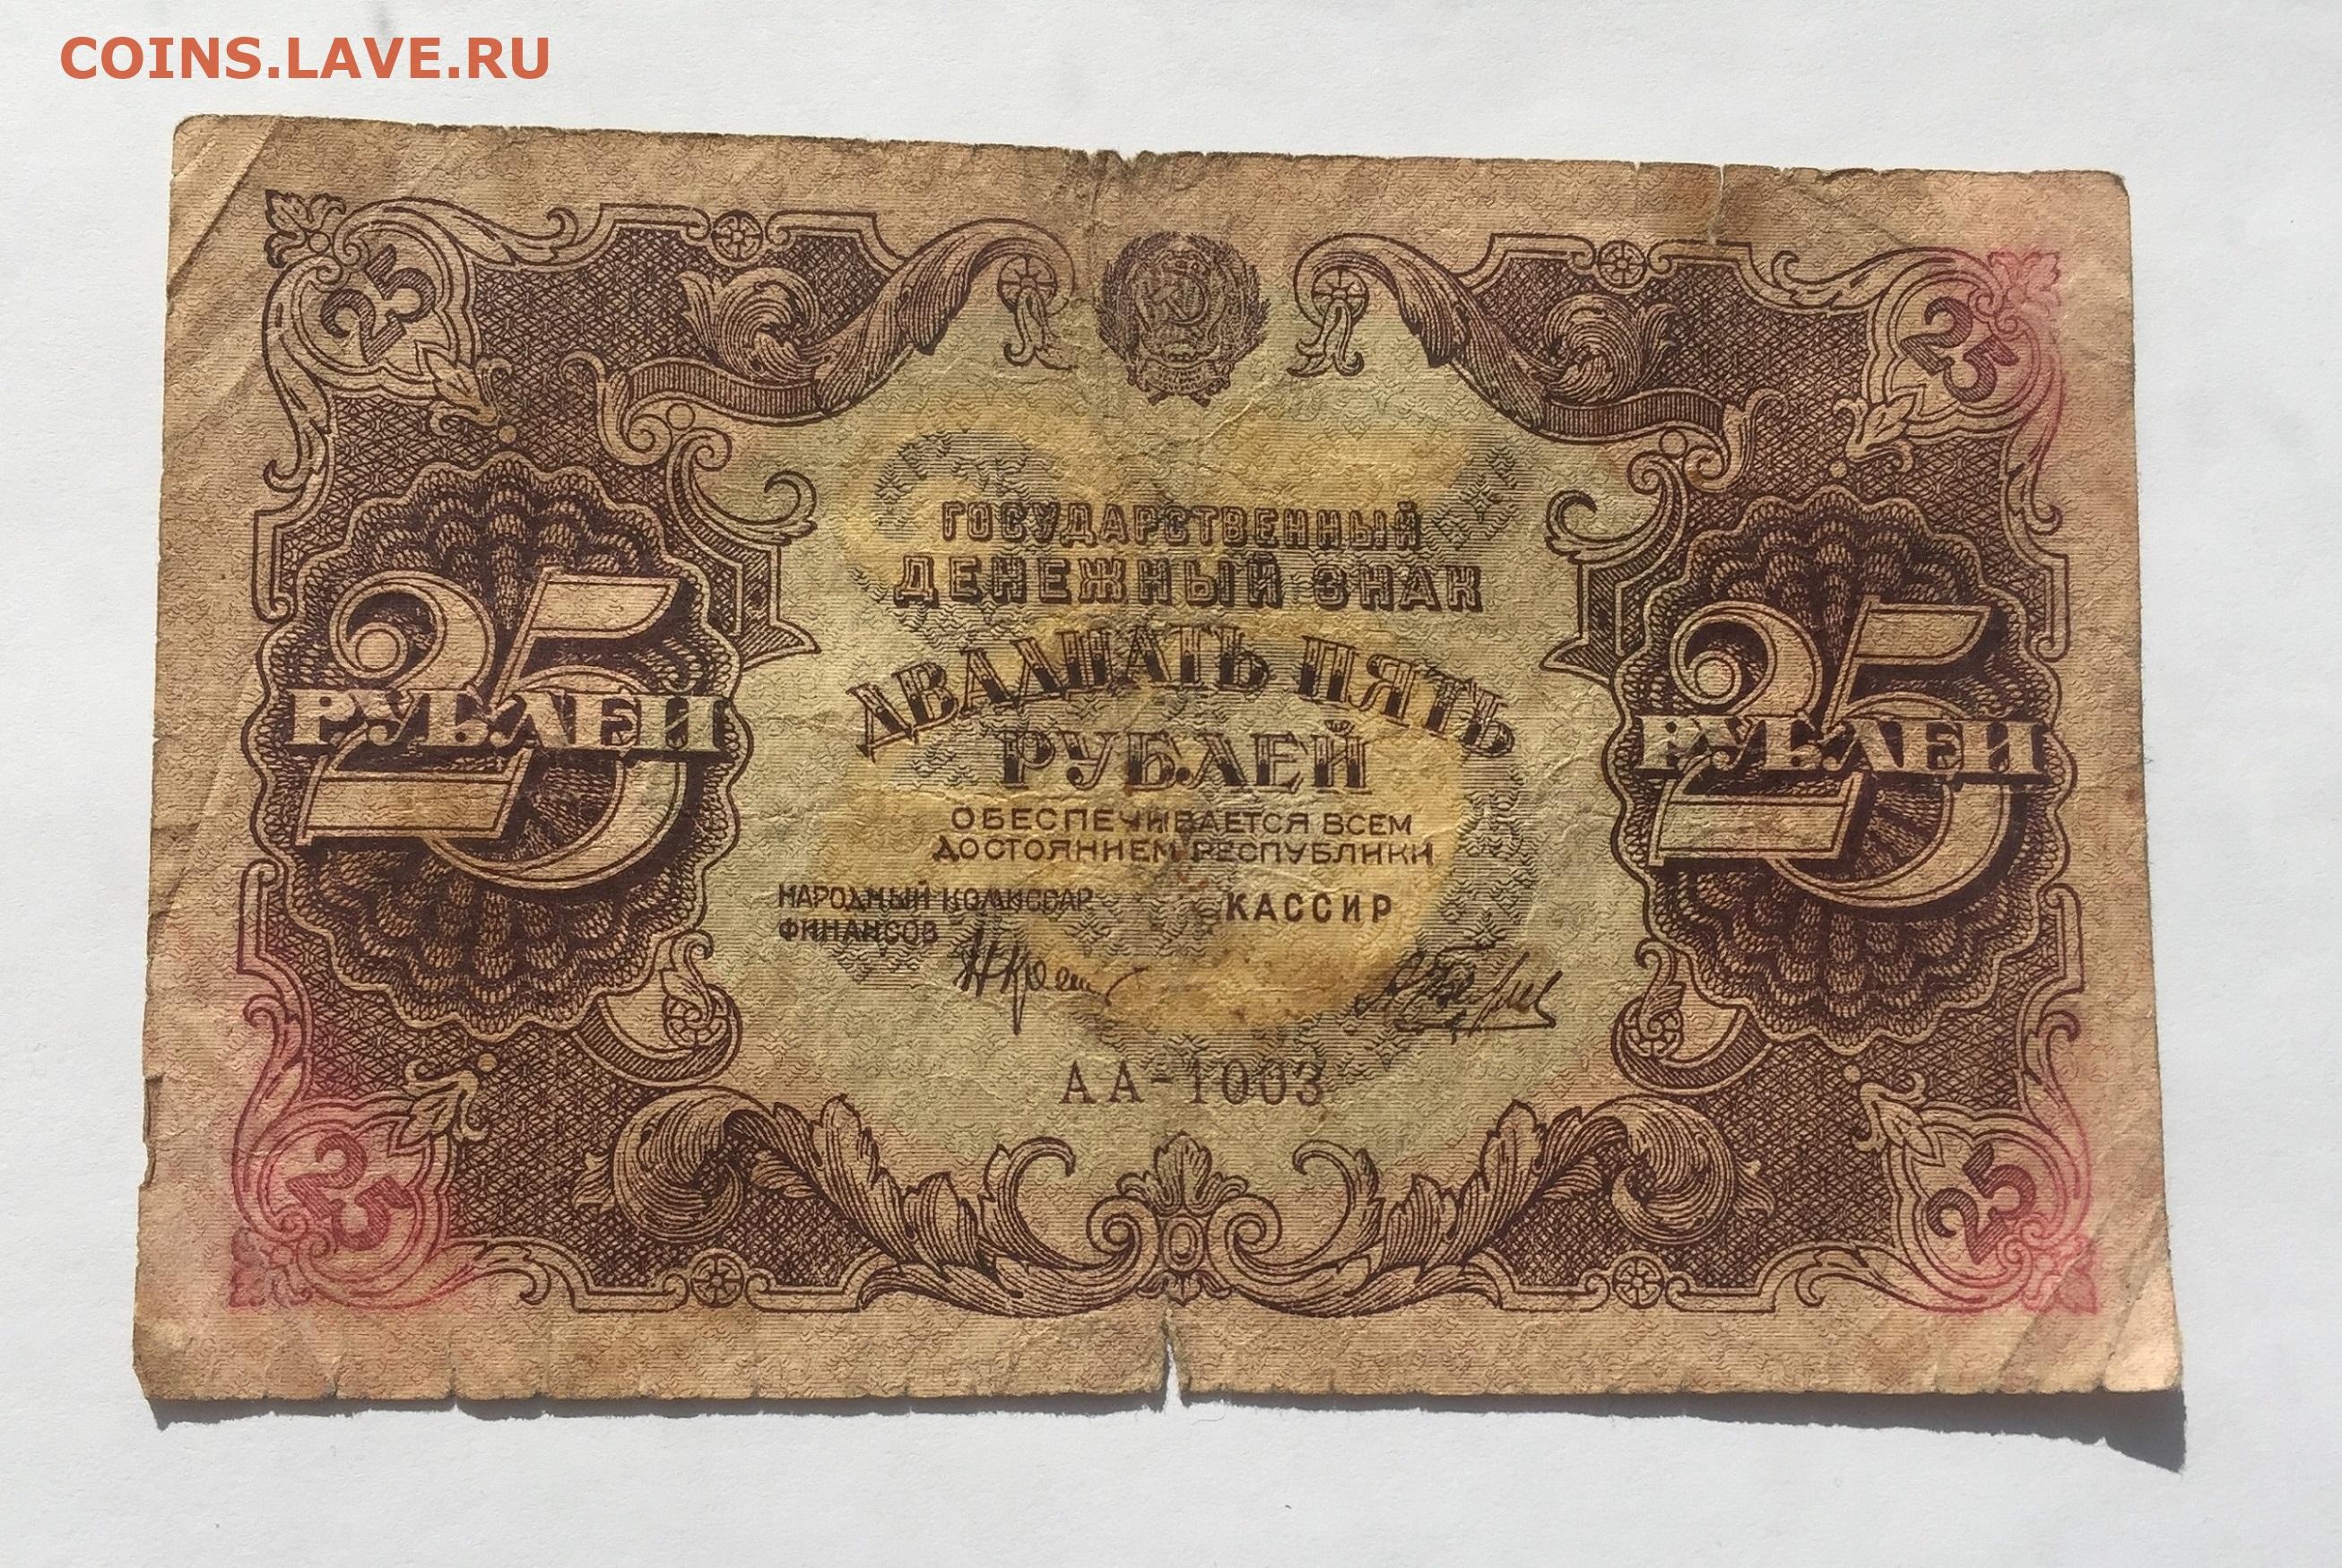 COINS.LAVE.RU
25
25
ГОСУДАРСТВЕННЫЙ
ДЕНЕЖНЫЙ ЗНАК
ДВАДЦАТЬ ПЯТЬ
РУБЛЕЙ
25
РУБЛЕЙ
25
РУБЛЕЙ
ОБЕСПЕЧИВАЕТСЯ ВСЕМ
ДОСТОЯНИЕМ РЕСПУБЛИКИ
НАРОДНЫЙ КОМИССАР
ФИНАНСОВ
КАССИР
АА-1003
25
25